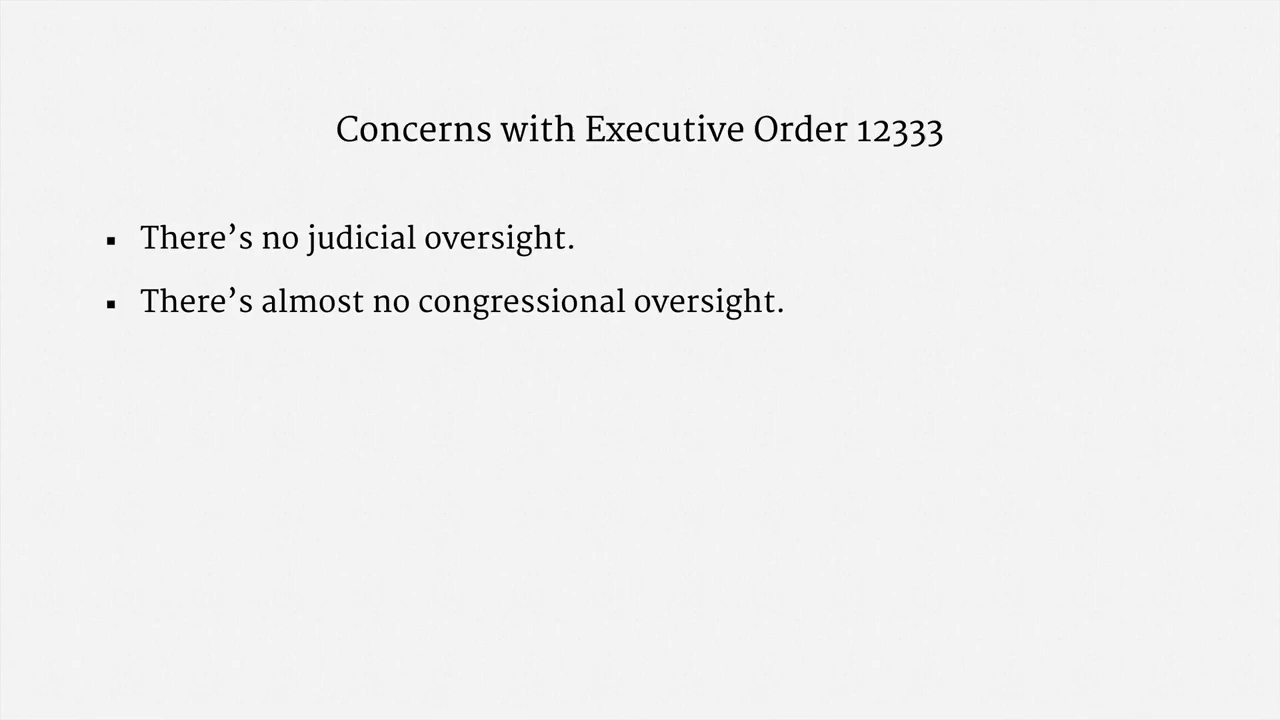 Concerns with Executive Order 12333
▪ There’s no judicial oversight.
▪ There’s almost no congressional oversight.